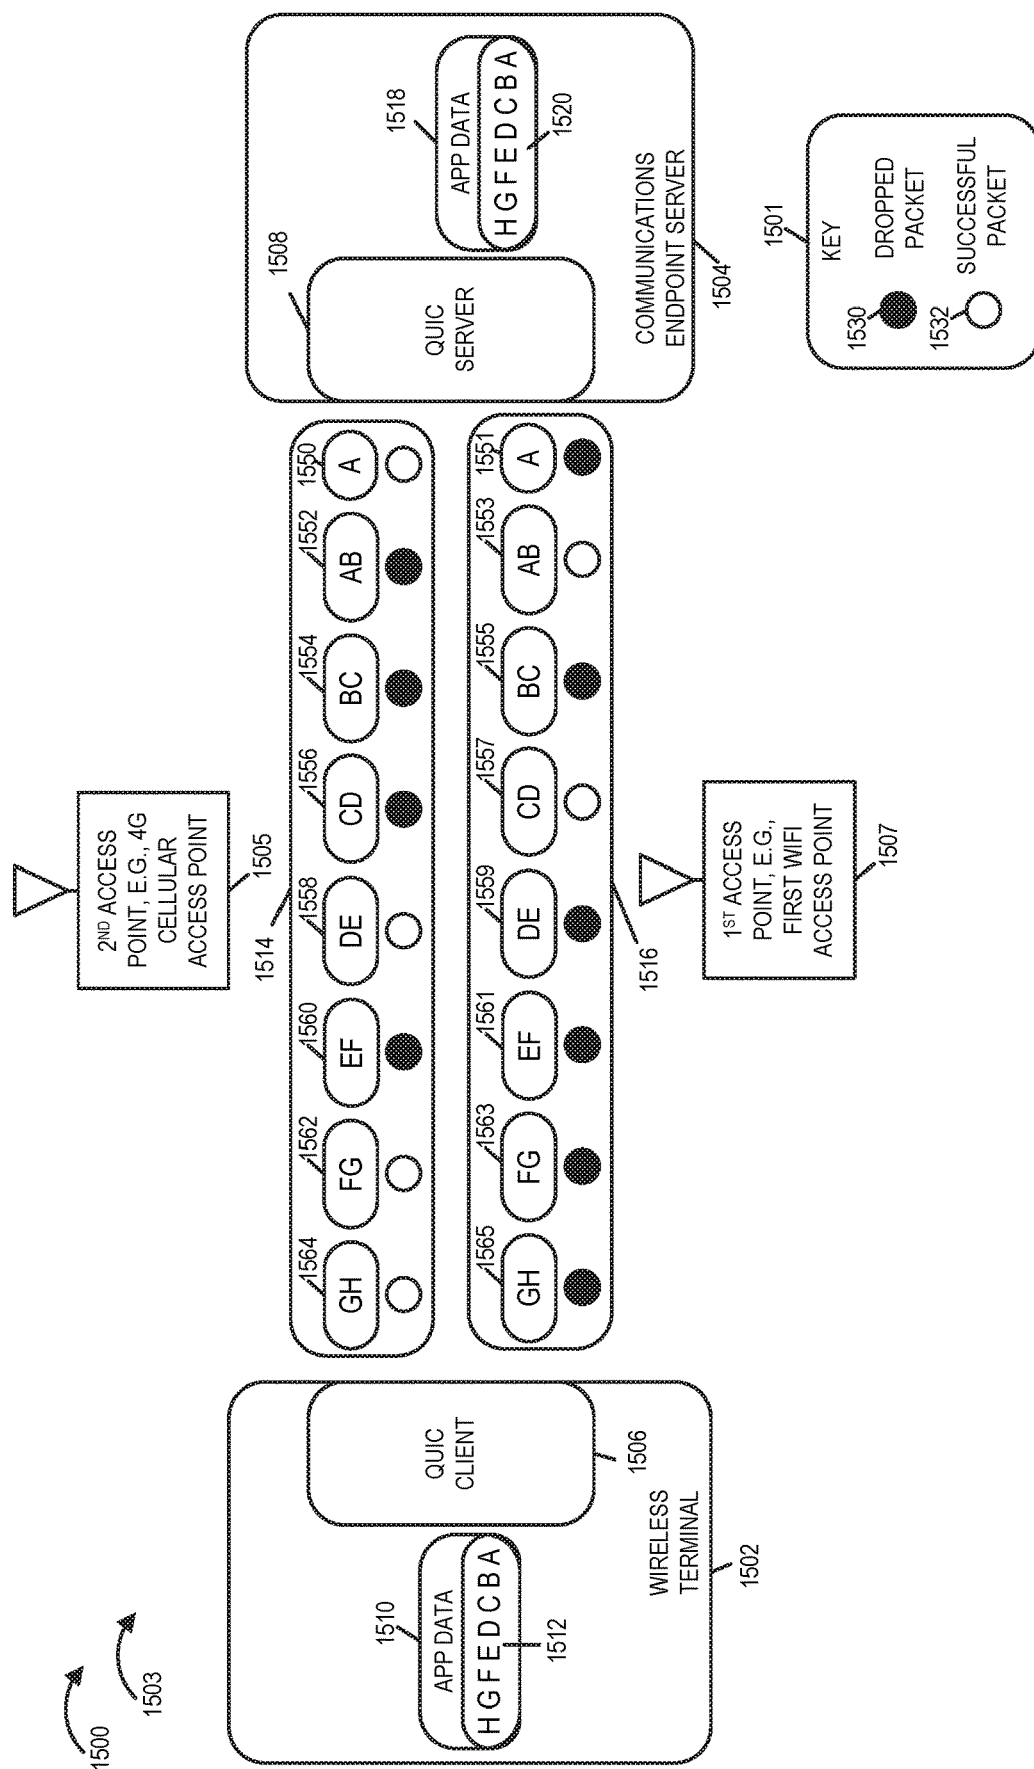 1500
1503
APP DATA
H G F E D C B A
1510
1512
QUIC
CLIENT
1506
WIRELESS
TERMINAL
1502
2ND ACCESS
POINT, E.G., 4G
CELLULAR
ACCESS POINT
1505
1514
1564
GH
1562
FG
1560
EF
1558
DE
1556
CD
1554
BC
1552
AB
1550
A
1565
GH
1563
FG
1561
EF
1559
DE
1557
CD
1555
BC
1553
AB
1551
A
1516
1ST ACCESS
POINT, E.G.,
FIRST WIFI
ACCESS POINT
1507
1508
QUIC
SERVER
1518
APP DATA
H G F E D C B A
1520
COMMUNICATIONS
ENDPOINT SERVER
1504
1501
KEY
1530
DROPPED
PACKET
1532
SUCCESSFUL
PACKET